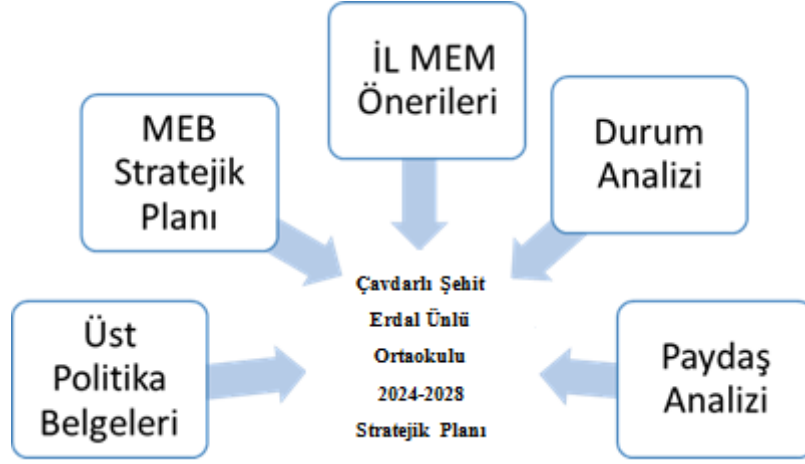 İL MEM
Önerileri
MEB
Stratejik
Planı
Durum
Analizi
Üst
Politika
Belgeleri
Çavdarlı Şehit
Erdal Ünlü
Ortaokulu
2024-2028
Stratejik Planı
Paydaş
Analizi